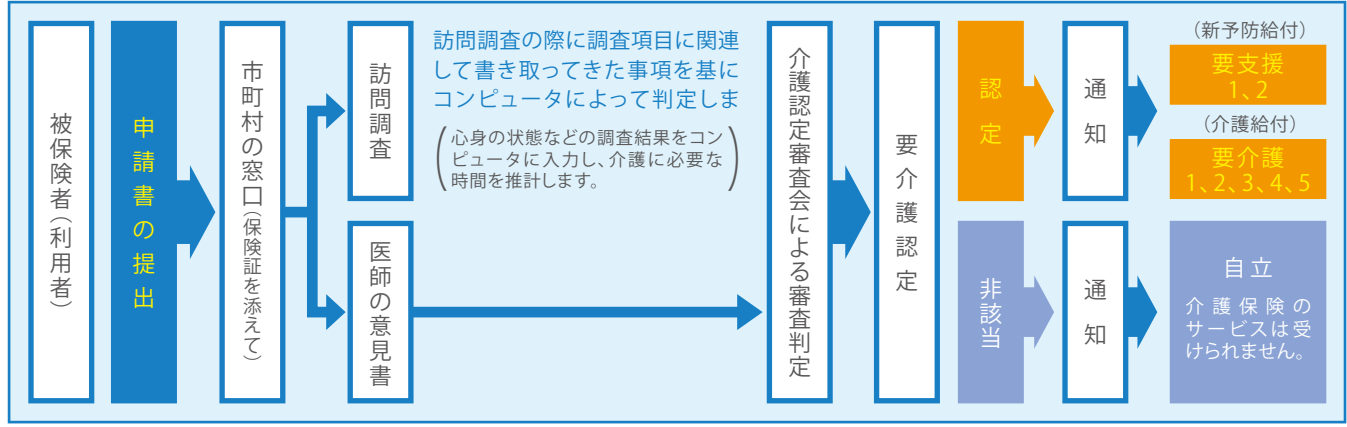 被保険者(利用者)
申請書の提出
市町村の窓口(保険証を添えて)
訪問調査
訪問調査の際に調査項目に関連
して書き取ってきた事項を基に
コンピュータによって判定しま
(心身の状態などの調査結果をコン
ピュータに入力し、介護に必要な
時間を推計します。)
医師の意見書
介護認定審査会による審査判定
要介護認定
認定
通知
(新予防給付)
要支援
1、2
(介護給付)
要介護
1、2、3、4、5
非該当
通知
自立
介護保険の
サービスは受
けられません。